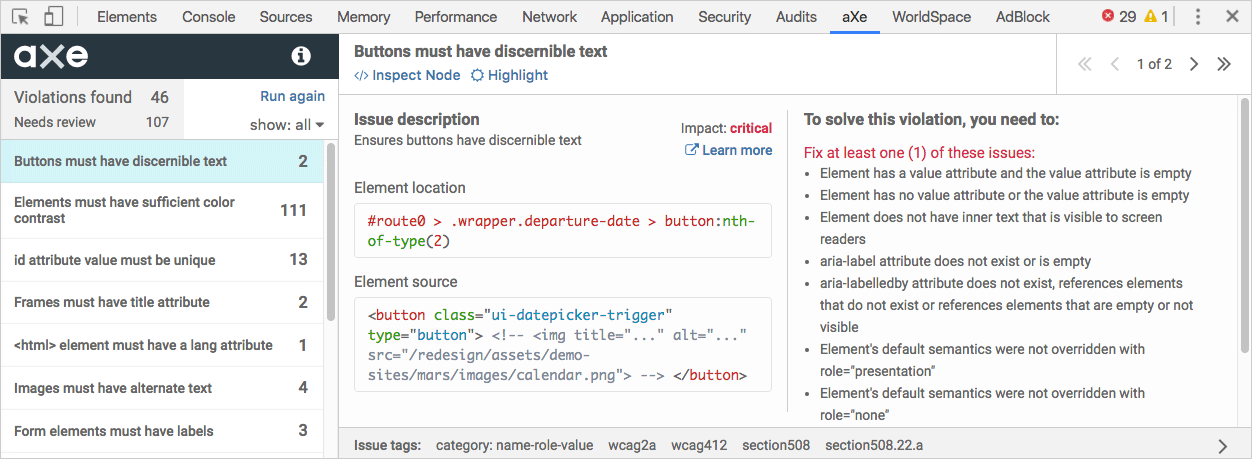 Elements Console Sources Memory Performance Network Application Security Audits aXe WorldSpace AdBlock 29 1
axe
Violations found 46
Run again
Needs review 107
show: all
Buttons must have discernible text 2
Elements must have sufficient color
contrast 111
id attribute value must be unique 13
Frames must have title attribute 2
<html> element must have a lang attribute 1
Images must have alternate text 4
Form elements must have labels 3
Buttons must have discernible text
</> Inspect Node Highlight
1 of 2
Issue description
Ensures buttons have discernible text
Impact: critical
Learn more
Element location
#route0 > .wrapper.departure-date > button:nth-
of-type(2)
Element source
<button class="ui-datepicker-trigger"
type="button"> <!-- <img title="..." alt="..."
src="/redesign/assets/demo-
sites/mars/images/calendar.png"> --> </button>
To solve this violation, you need to:
Fix at least one (1) of these issues:
• Element has a value attribute and the value attribute is empty
• Element has no value attribute or the value attribute is empty
• Element does not have inner text that is visible to screen
readers
• aria-label attribute does not exist or is empty
• aria-labelledby attribute does not exist, references elements
that do not exist or references elements that are empty or not
visible
• Element's default semantics were not overridden with
role="presentation"
• Element's default semantics were not overridden with
role="none"
Issue tags: category: name-role-value wcag2a wcag412 section508 section508.22.a